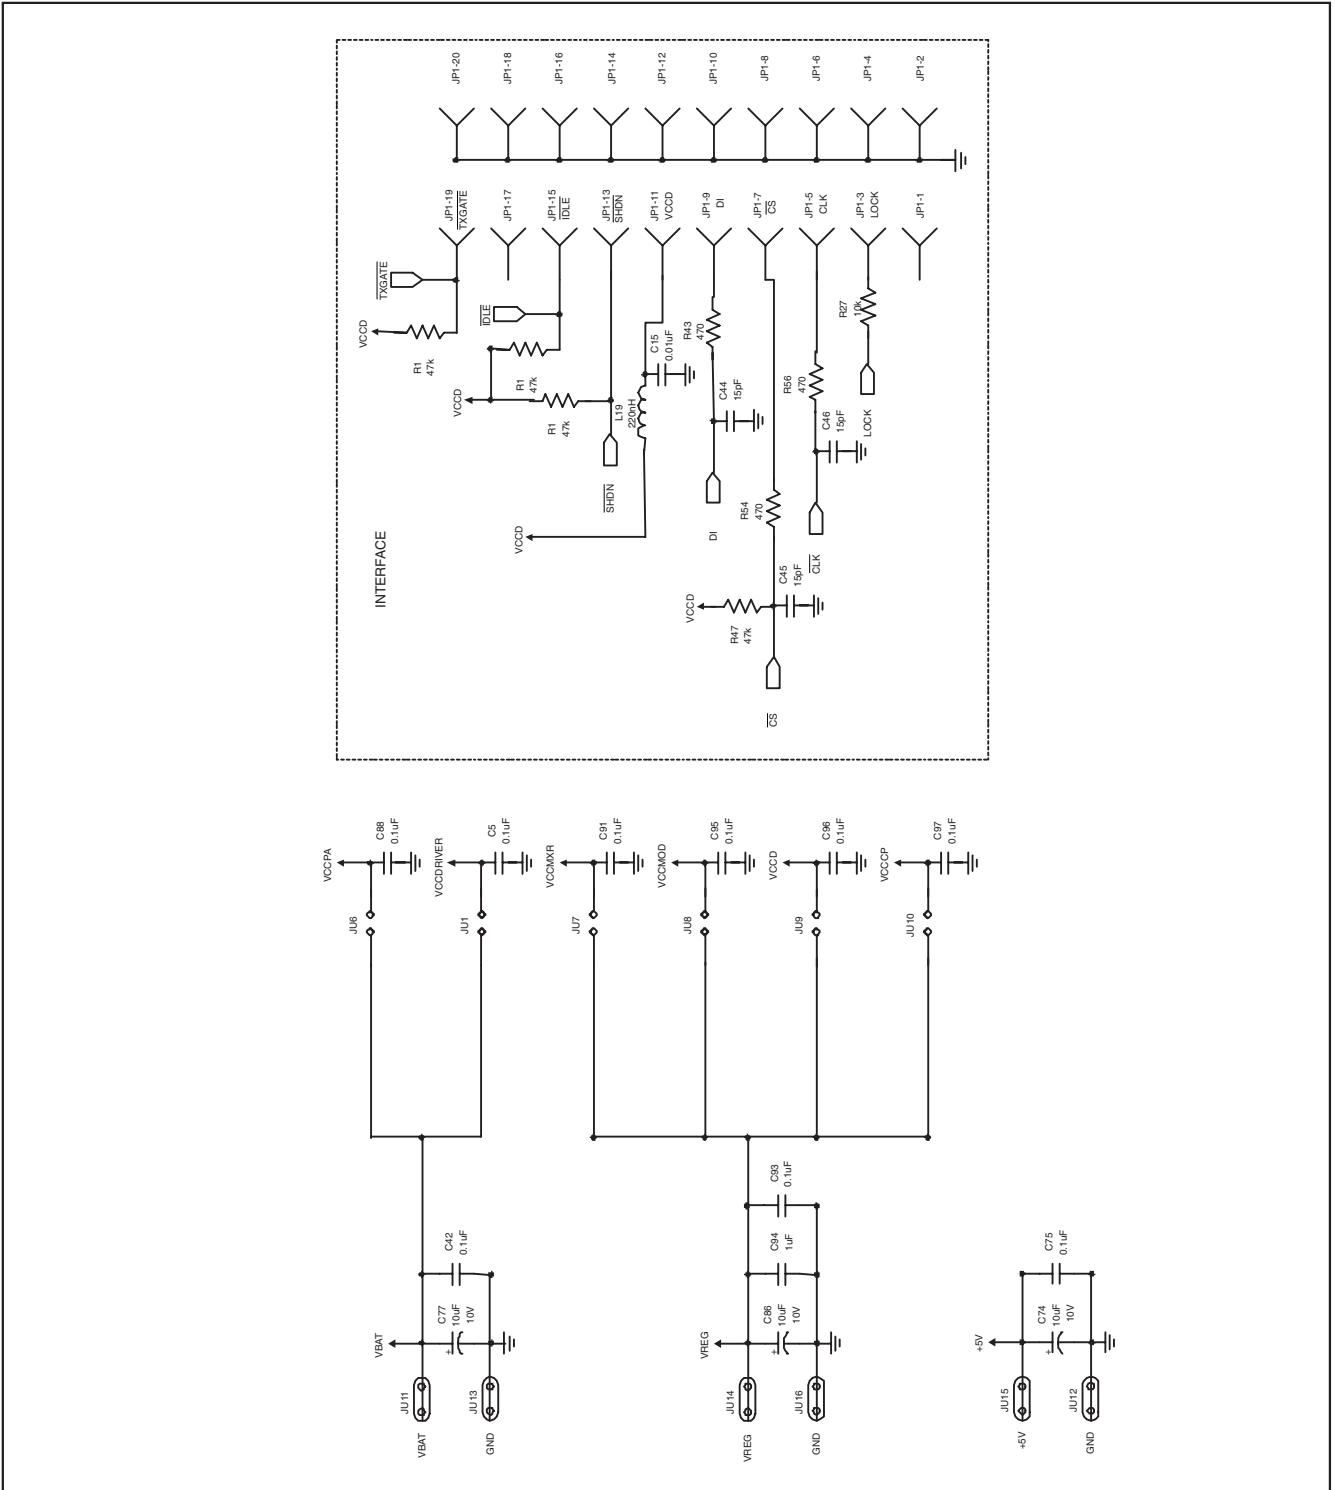 JP1-20
JP1-18
JP1-16
JP1-14
JP1-12
JP1-10
JP1-8
JP1-6
JP1-4
JP1-2
JP1-19
TXGATE
JP1-17
JP1-15
IDLE
JP1-13
SHDN
JP1-11
VCCD
JP1-9
DI
JP1-7
CS
JP1-5
CLK
JP1-3
LOCK
JP1-1
TXGATE
VCCD
R1
47k
IDLE
VCCD
R1
47k
R1
47k
SHDN
L19
220nH
C15
0.01uF
VCCD
R43
470
C44
15pF
DI
R54
470
VCCD
R47
47k
C45
15pF
CS
R56
470
C46
15pF
CLK
R27
10k
LOCK
INTERFACE
VCCPA
C88
0.1uF
JU6
VCCDRIVER
C5
0.1uF
JU1
VCCMXR
C91
0.1uF
JU7
VCCMOD
C95
0.1uF
JU8
VCCD
C96
0.1uF
JU9
VCCCP
C97
0.1uF
JU10
C42
0.1uF
C77
10uF
10V
VBAT
+
JU11
JU13
VBAT
GND
C93
0.1uF
C94
1uF
C86
10uF
10V
VREG
+
JU14
JU16
VREG
GND
C75
0.1uF
C74
10uF
10V
+5V
+
JU15
JU12
+5V
GND